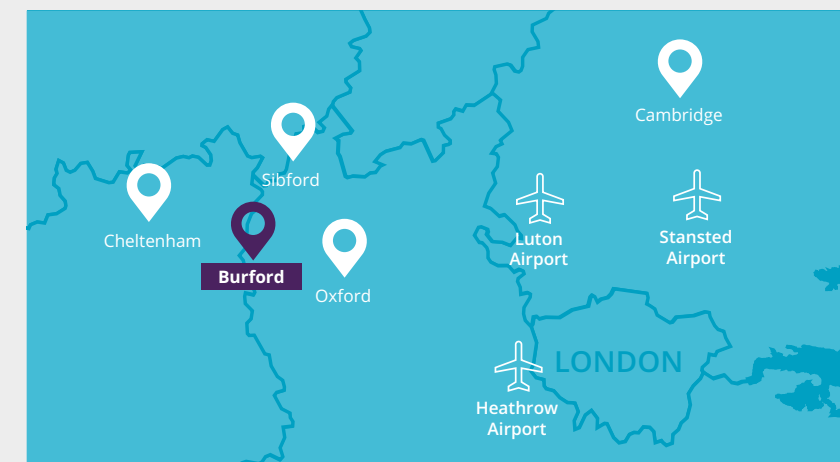 Cambridge
Sibford
Cheltenham
Luton
Airport
Stansted
Airport
Burford
Oxford
LONDON
Heathrow
Airport